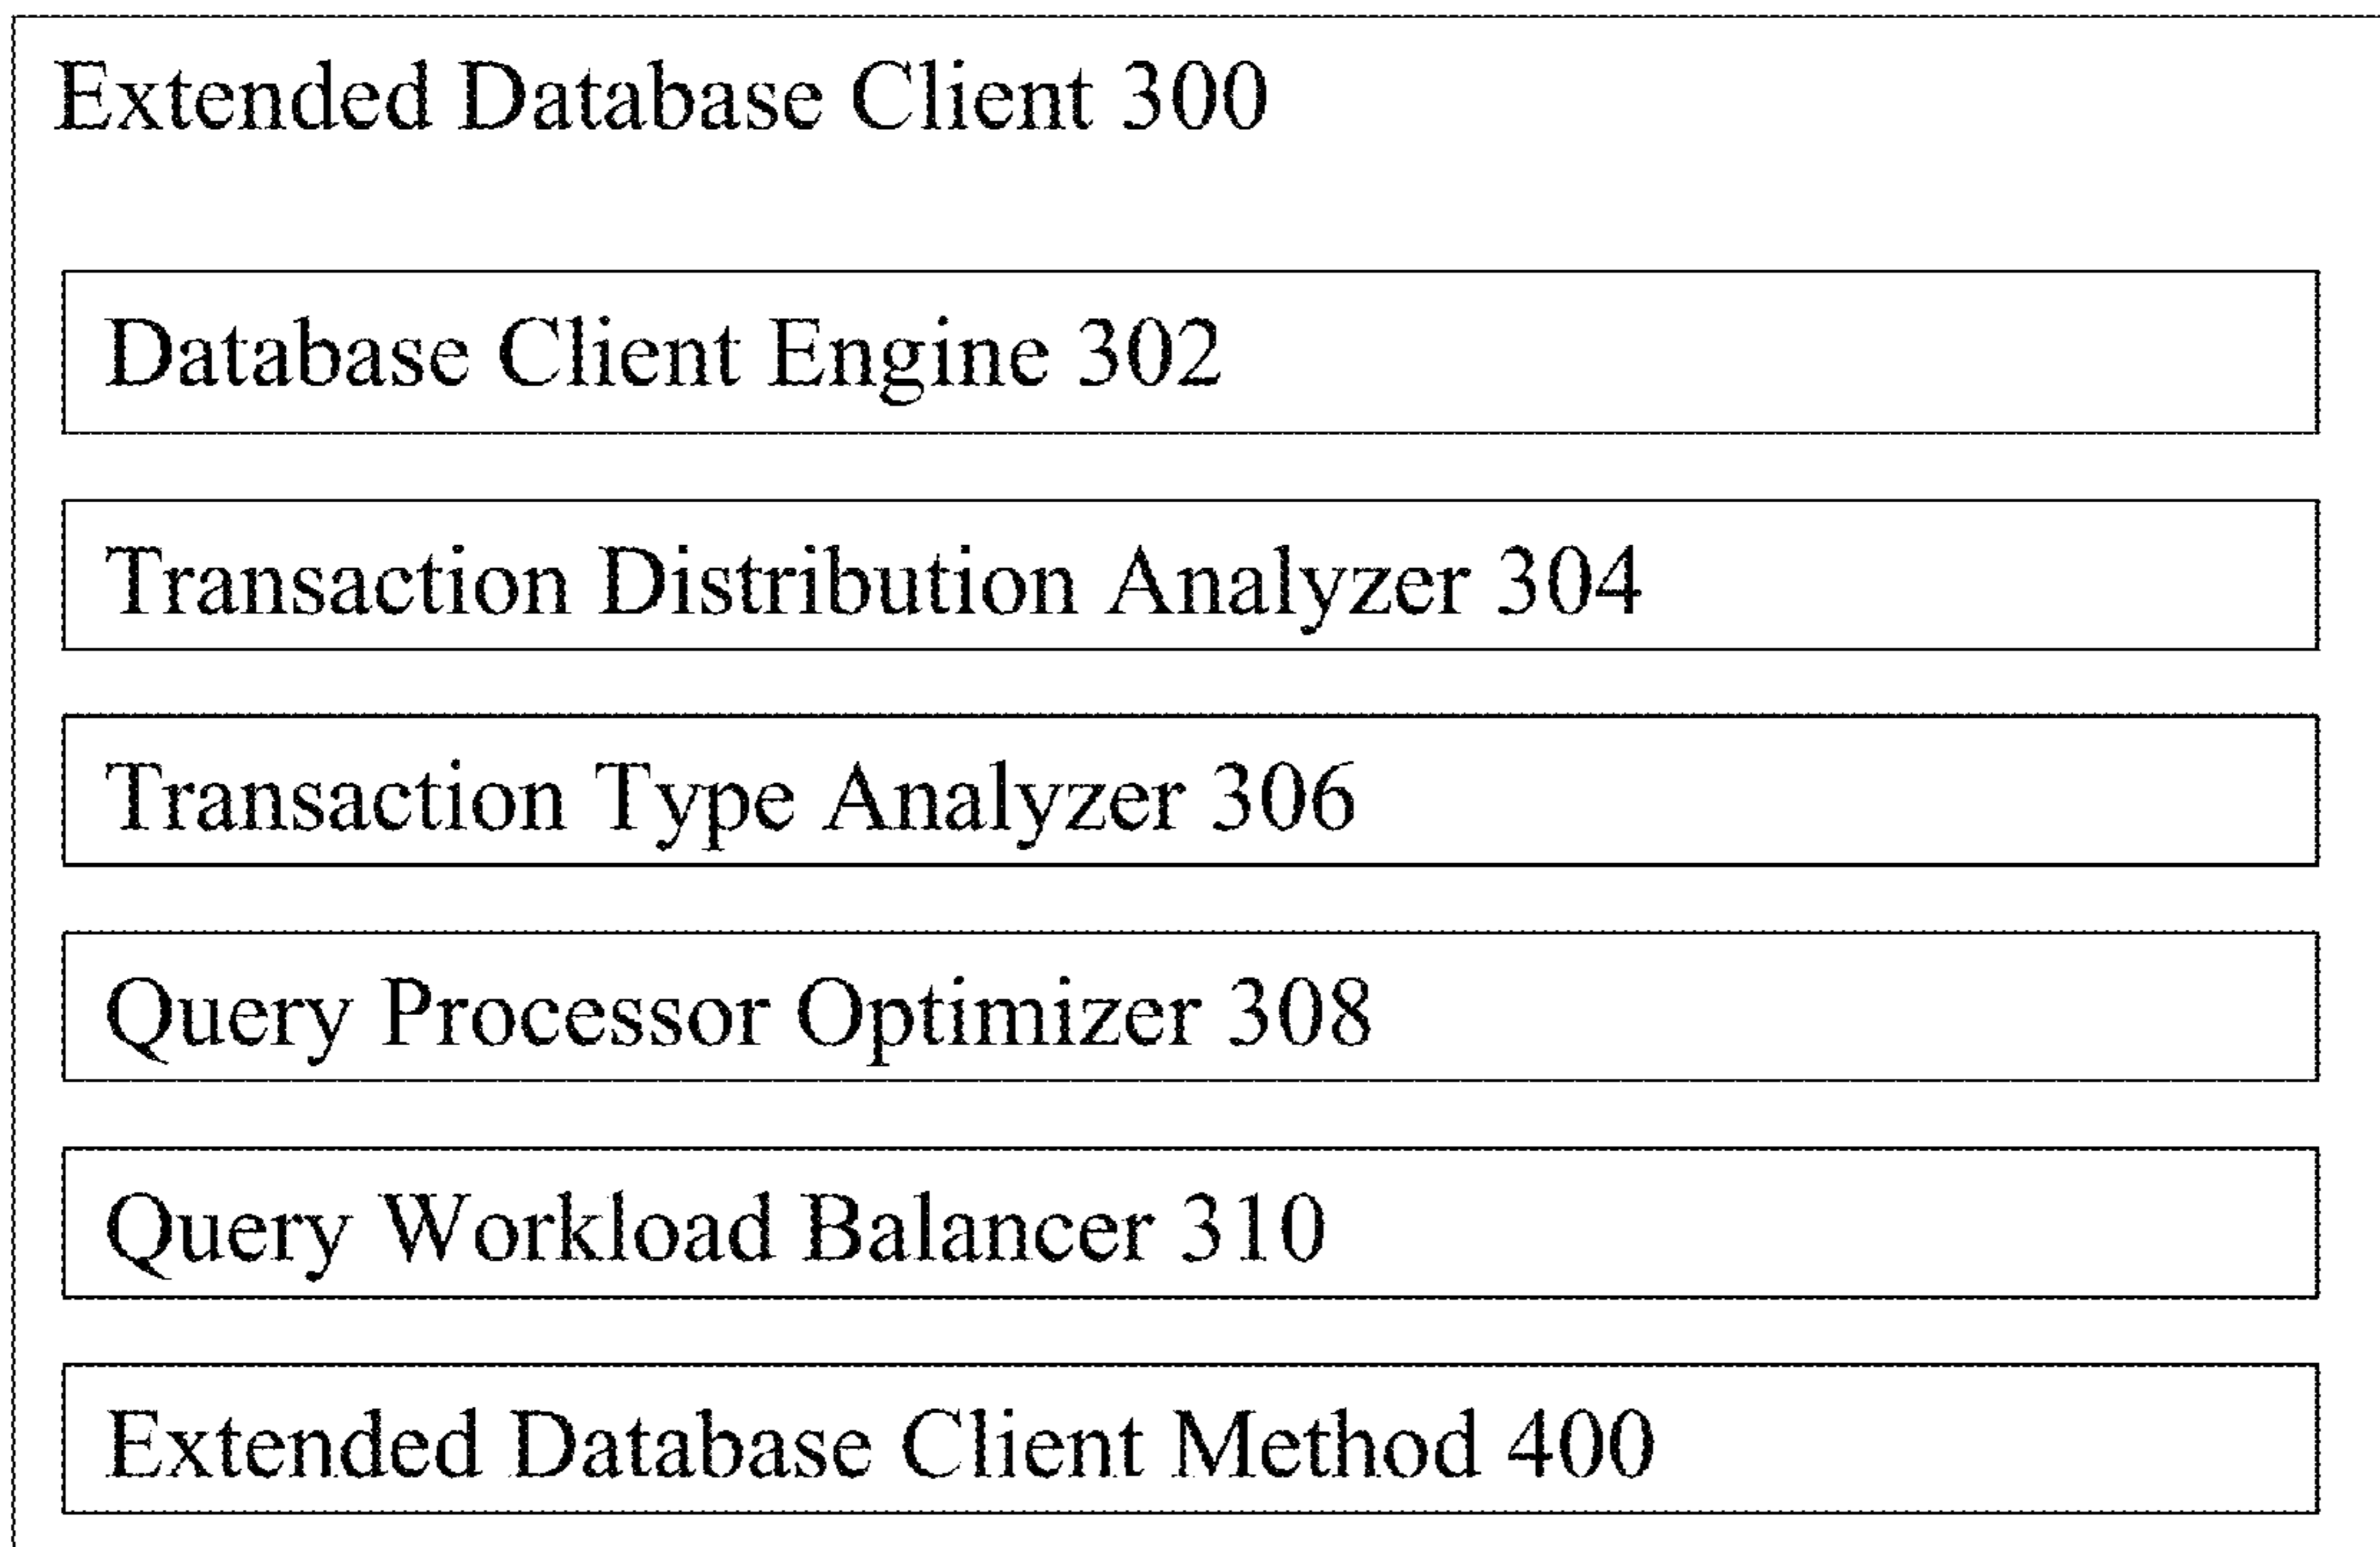 Extended Database Client 300
Database Client Engine 302
Transaction Distribution Analyzer 304
Transaction Type Analyzer 306
Query Processor Optimizer 308
Query Workload Balancer 310
Extended Database Client Method 400